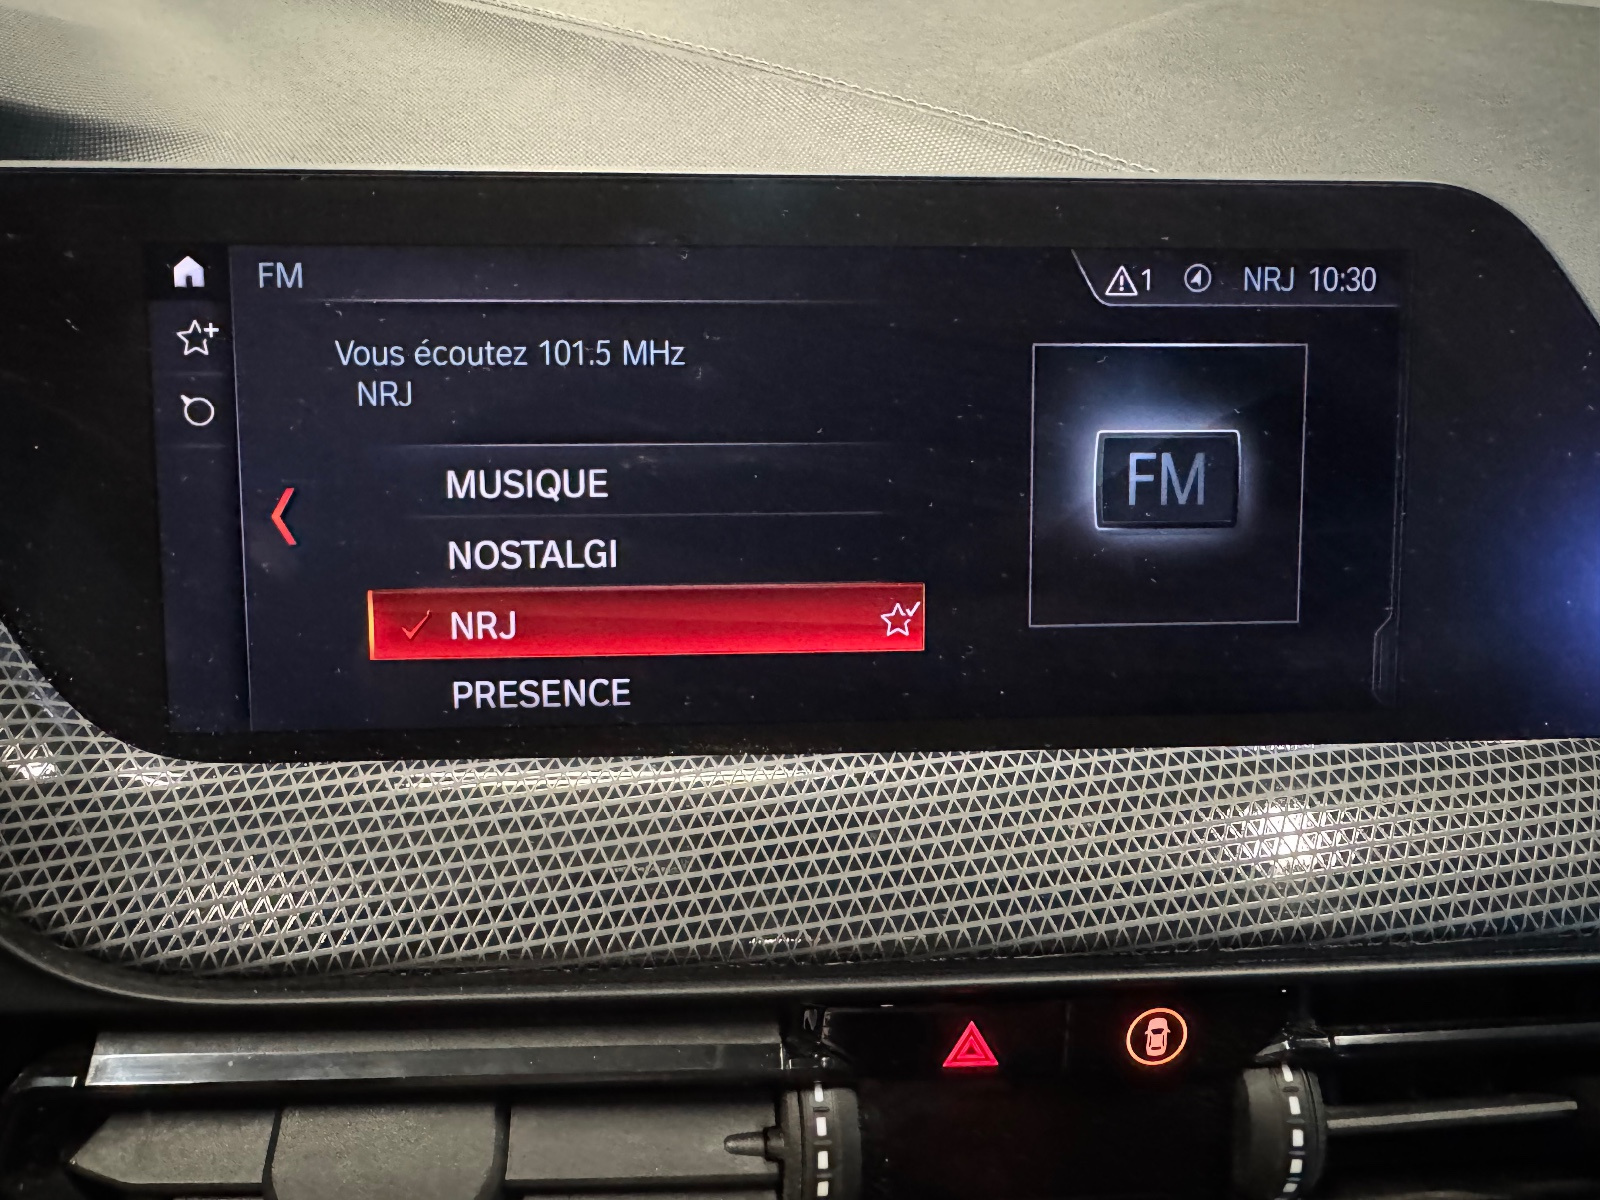 FM
1 NRJ 10:30
Vous écoutez 101.5 MHz
NRJ
FM
MUSIQUE
NOSTALGI
NRJ
PRESENCE